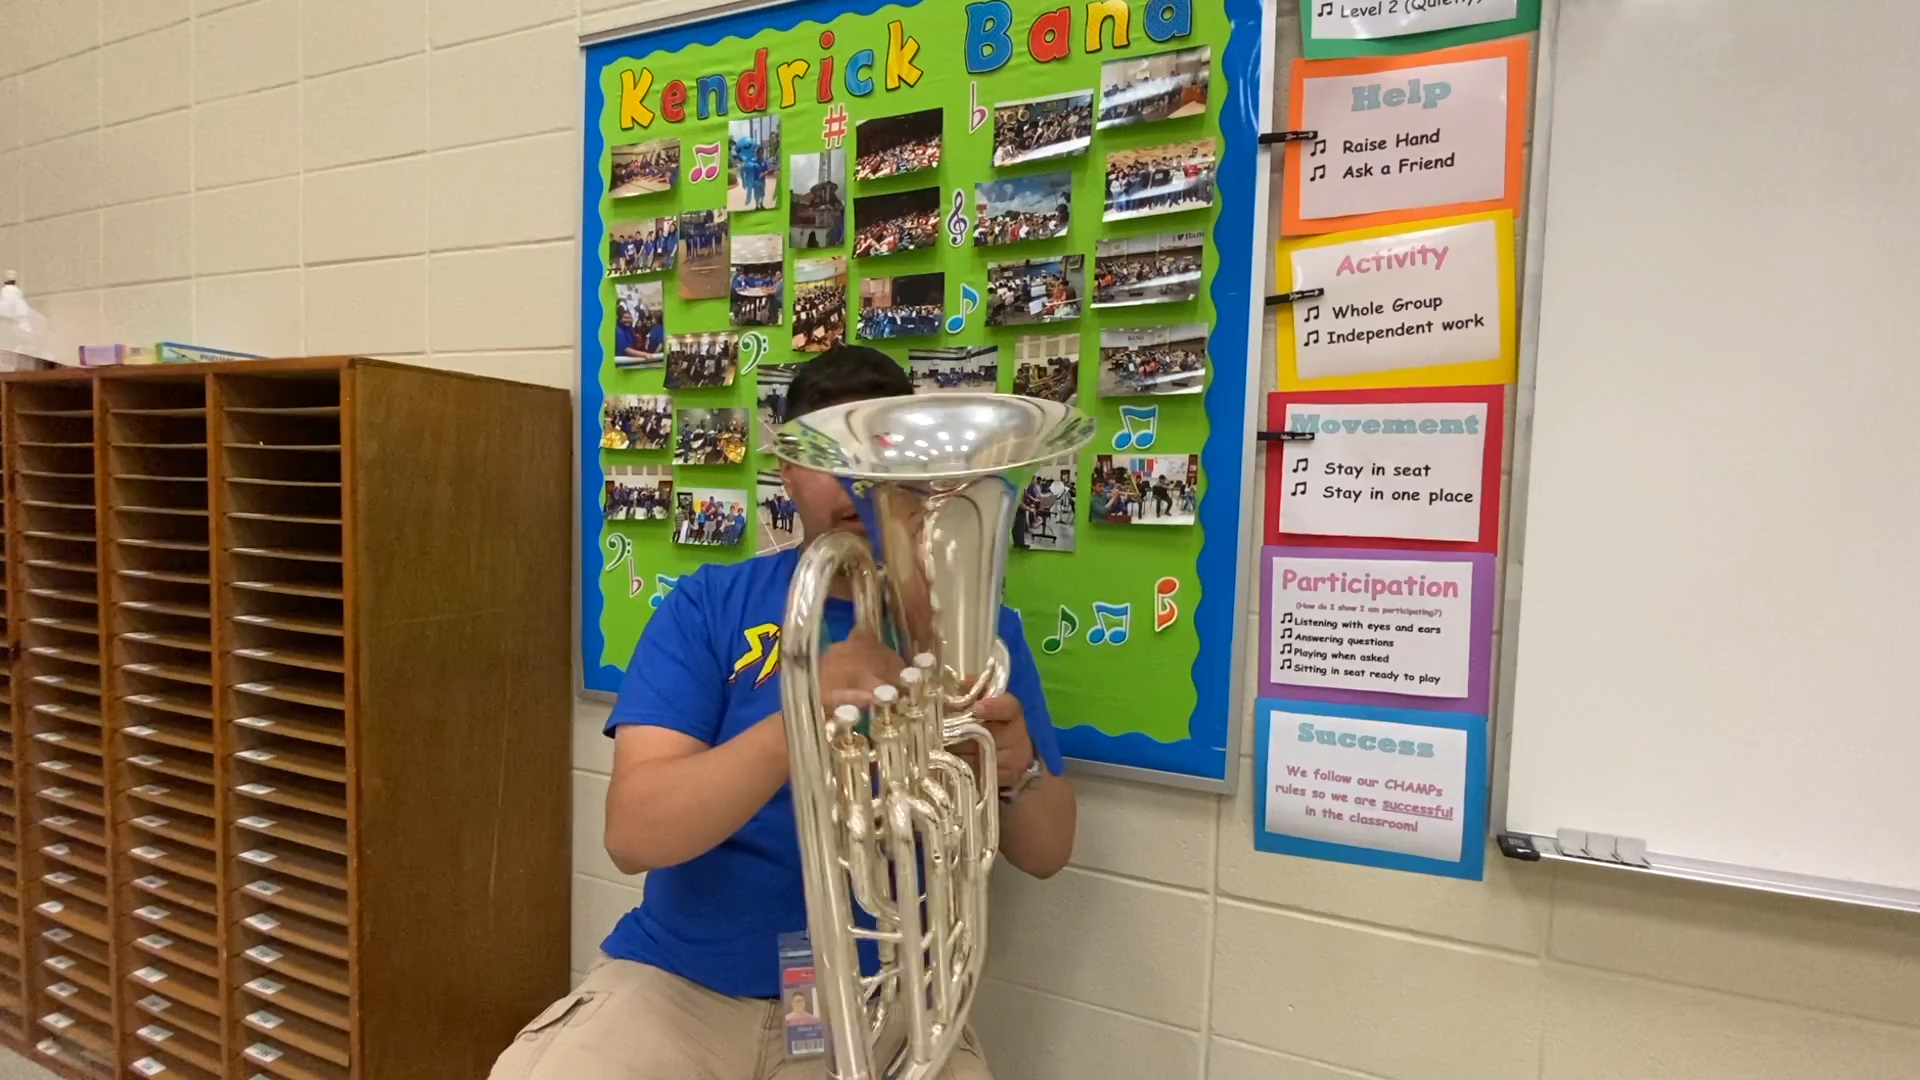 Kendrick Band
Level 2 (Quietly)
Help
Raise Hand
Ask a Friend
Activity
Whole Group
Independent work
Movement
Stay in seat
Stay in one place
Participation
(How do I show I am participating?)
Listening with eyes and ears
Answering questions
Playing when asked
Sitting in seat ready to play
Success
We follow our CHAMPs
rules so we are successful
in the classroom!